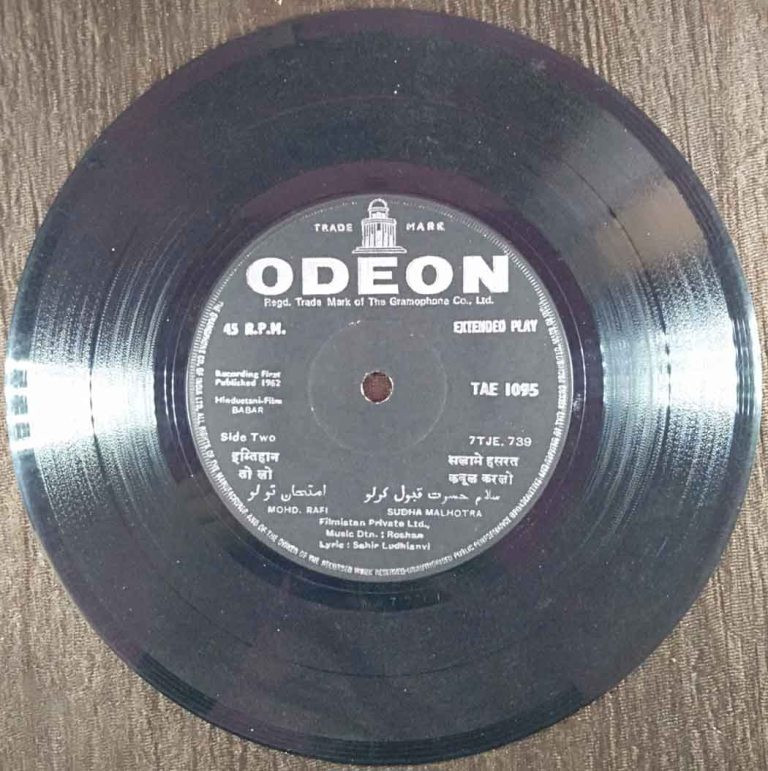 TRADE MARK
ODEON
Regd. Trade Mark of The Gramophone Co., Ltd.
45 R.P.M. EXTENDED PLAY
Recording First
Published 1962
TAE 1095
Hindustani-Film
BABAR
Side Two 7TJE. 739
इम्तिहान सलामे हसरत
तो लो कबूल करलो
امتحان تو لو سلام حسرت قبول کرلو
MOHD. RAFI SUDHA MALHOTRA
Filmistan Private Ltd.,
Music Dtn. : Roshan
Lyric : Sahir Ludhianvi